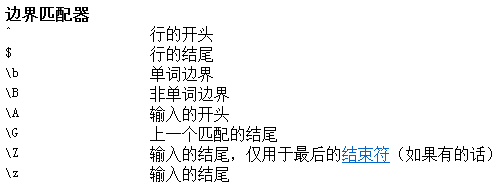 边界匹配器
^ 行的开头
$ 行的结尾
\b 单词边界
\B 非单词边界
\A 输入的开头
\G 上一个匹配的结尾
\Z 输入的结尾，仅用于最后的结束符（如果有的话）
\z 输入的结尾